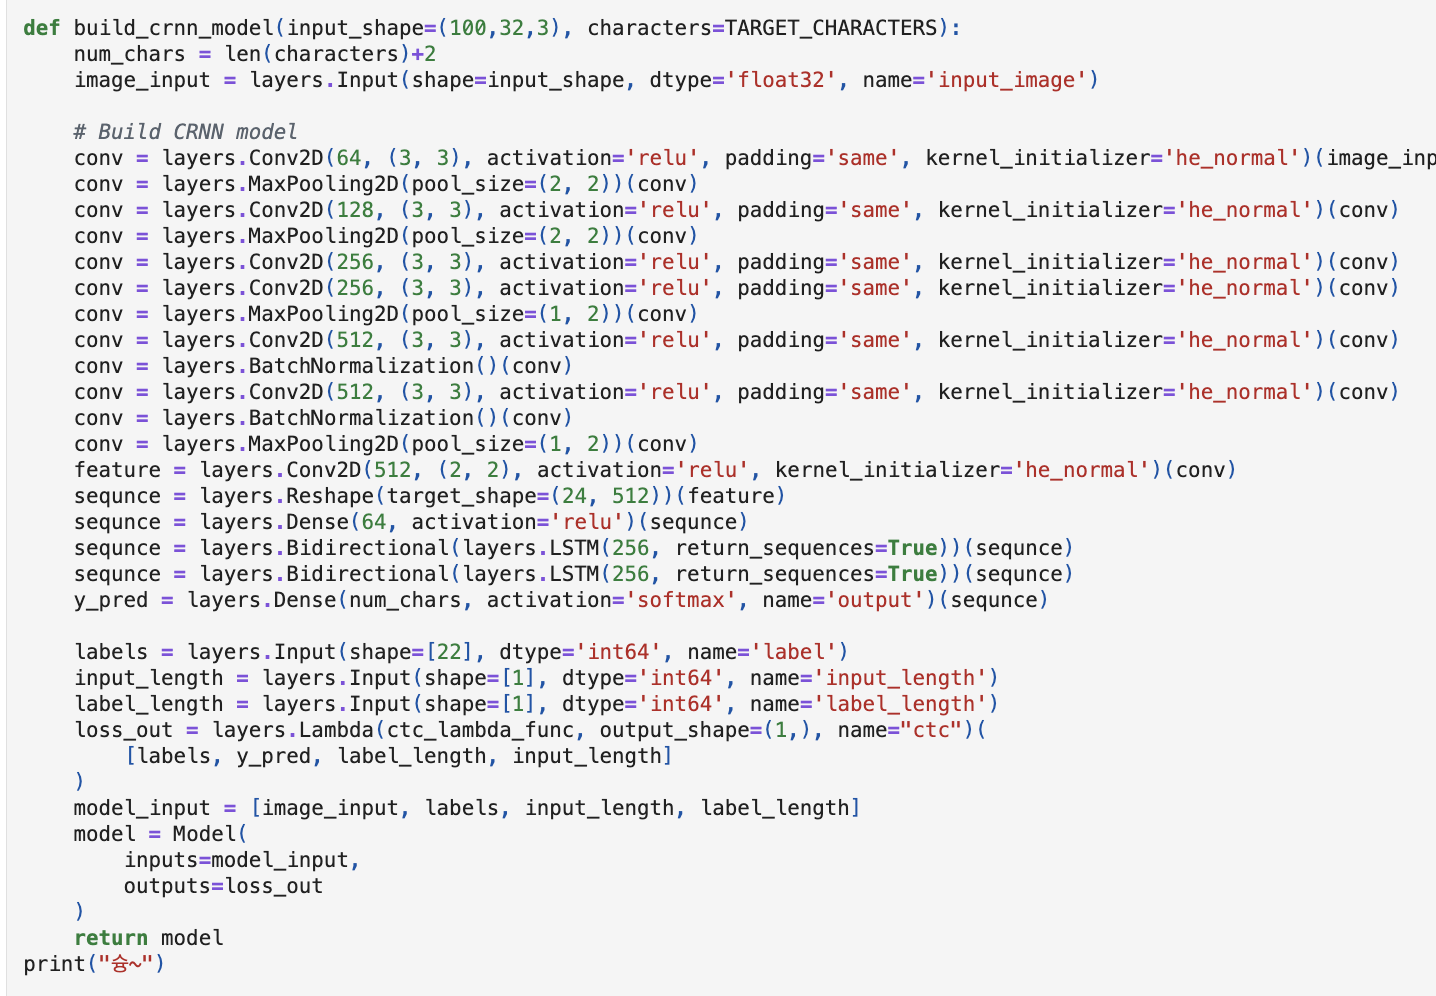 def build_crnn_model(input_shape=(100,32,3), characters=TARGET_CHARACTERS):
    num_chars = len(characters)+2
    image_input = layers.Input(shape=input_shape, dtype='float32', name='input_image')

    # Build CRNN model
    conv = layers.Conv2D(64, (3, 3), activation='relu', padding='same', kernel_initializer='he_normal')(image_inp
    conv = layers.MaxPooling2D(pool_size=(2, 2))(conv)
    conv = layers.Conv2D(128, (3, 3), activation='relu', padding='same', kernel_initializer='he_normal')(conv)
    conv = layers.MaxPooling2D(pool_size=(2, 2))(conv)
    conv = layers.Conv2D(256, (3, 3), activation='relu', padding='same', kernel_initializer='he_normal')(conv)
    conv = layers.Conv2D(256, (3, 3), activation='relu', padding='same', kernel_initializer='he_normal')(conv)
    conv = layers.MaxPooling2D(pool_size=(1, 2))(conv)
    conv = layers.Conv2D(512, (3, 3), activation='relu', padding='same', kernel_initializer='he_normal')(conv)
    conv = layers.BatchNormalization()(conv)
    conv = layers.Conv2D(512, (3, 3), activation='relu', padding='same', kernel_initializer='he_normal')(conv)
    conv = layers.BatchNormalization()(conv)
    conv = layers.MaxPooling2D(pool_size=(1, 2))(conv)
    feature = layers.Conv2D(512, (2, 2), activation='relu', kernel_initializer='he_normal')(conv)
    sequnce = layers.Reshape(target_shape=(24, 512))(feature)
    sequnce = layers.Dense(64, activation='relu')(sequnce)
    sequnce = layers.Bidirectional(layers.LSTM(256, return_sequences=True))(sequnce)
    sequnce = layers.Bidirectional(layers.LSTM(256, return_sequences=True))(sequnce)
    y_pred = layers.Dense(num_chars, activation='softmax', name='output')(sequnce)

    labels = layers.Input(shape=[22], dtype='int64', name='label')
    input_length = layers.Input(shape=[1], dtype='int64', name='input_length')
    label_length = layers.Input(shape=[1], dtype='int64', name='label_length')
    loss_out = layers.Lambda(ctc_lambda_func, output_shape=(1,), name="ctc")(
        [labels, y_pred, label_length, input_length]
    )
    model_input = [image_input, labels, input_length, label_length]
    model = Model(
        inputs=model_input,
        outputs=loss_out
    )
    return model
print("슝~")